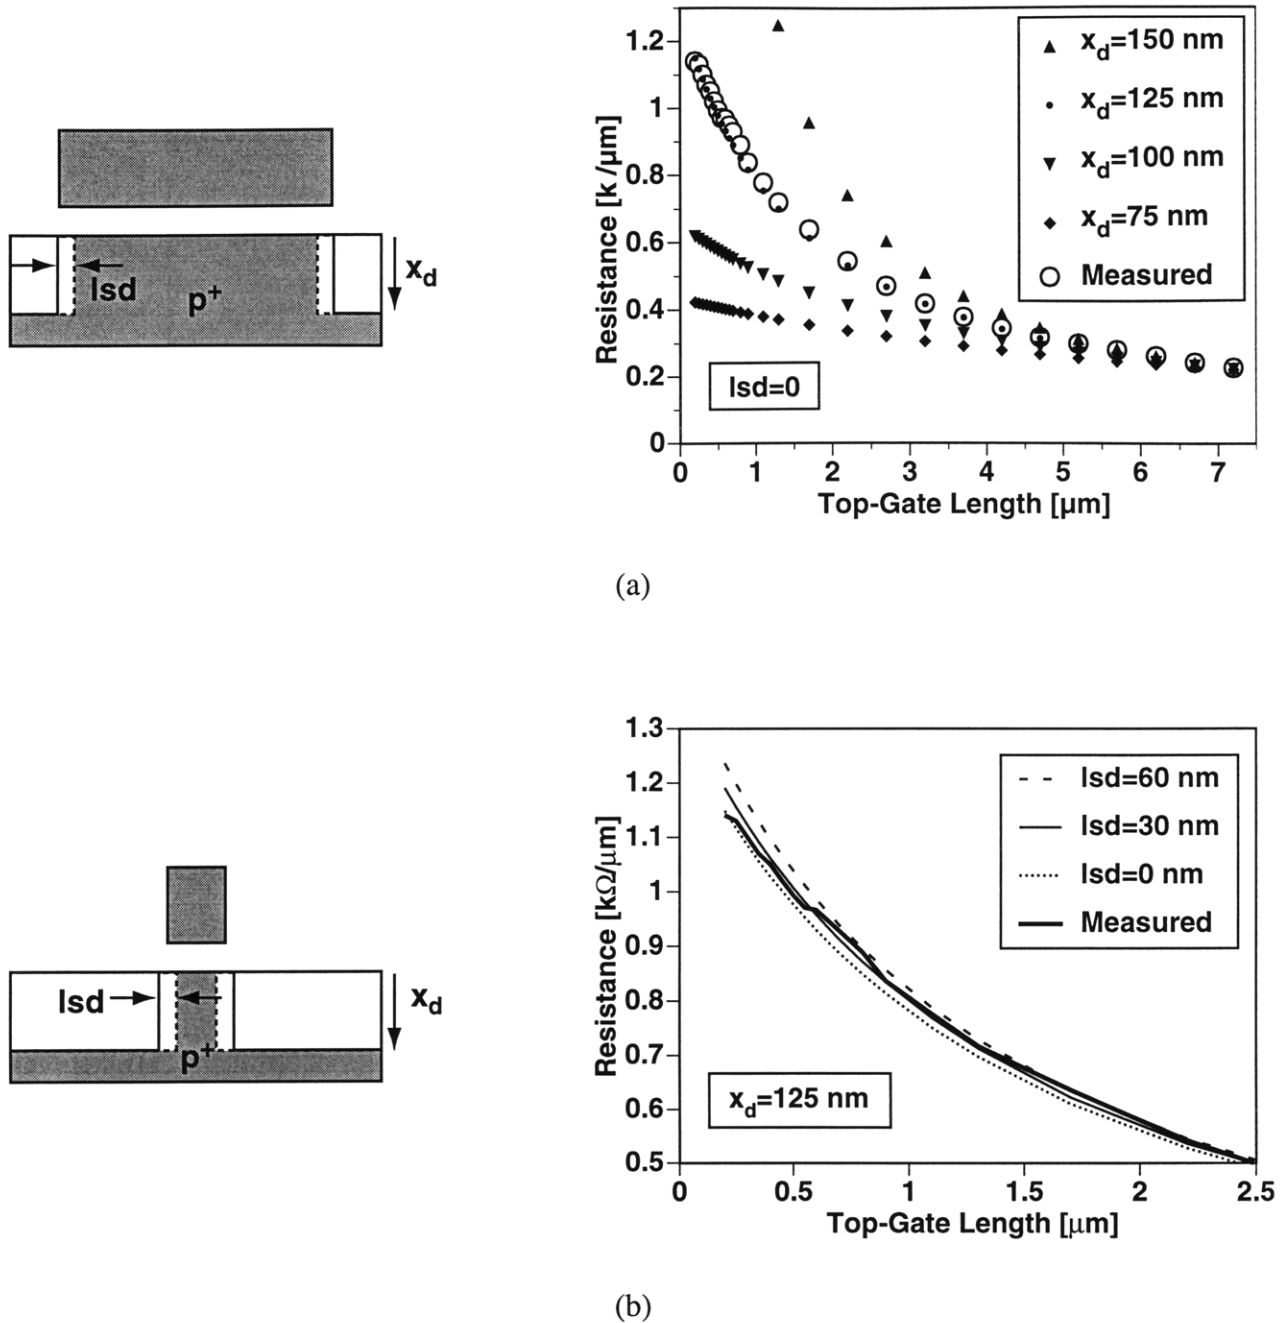 lsd
p+
xd
Resistance [k /µm]
1.2
1
0.8
0.6
0.4
0.2
0
xd=150 nm
xd=125 nm
xd=100 nm
xd=75 nm
Measured
lsd=0
0 1 2 3 4 5 6 7
Top-Gate Length [µm]
(a)
lsd
p+
xd
Resistance [kΩ/µm]
1.3
1.2
1.1
1
0.9
0.8
0.7
0.6
0.5
lsd=60 nm
lsd=30 nm
lsd=0 nm
Measured
xd=125 nm
0 0.5 1 1.5 2 2.5
Top-Gate Length [µm]
(b)